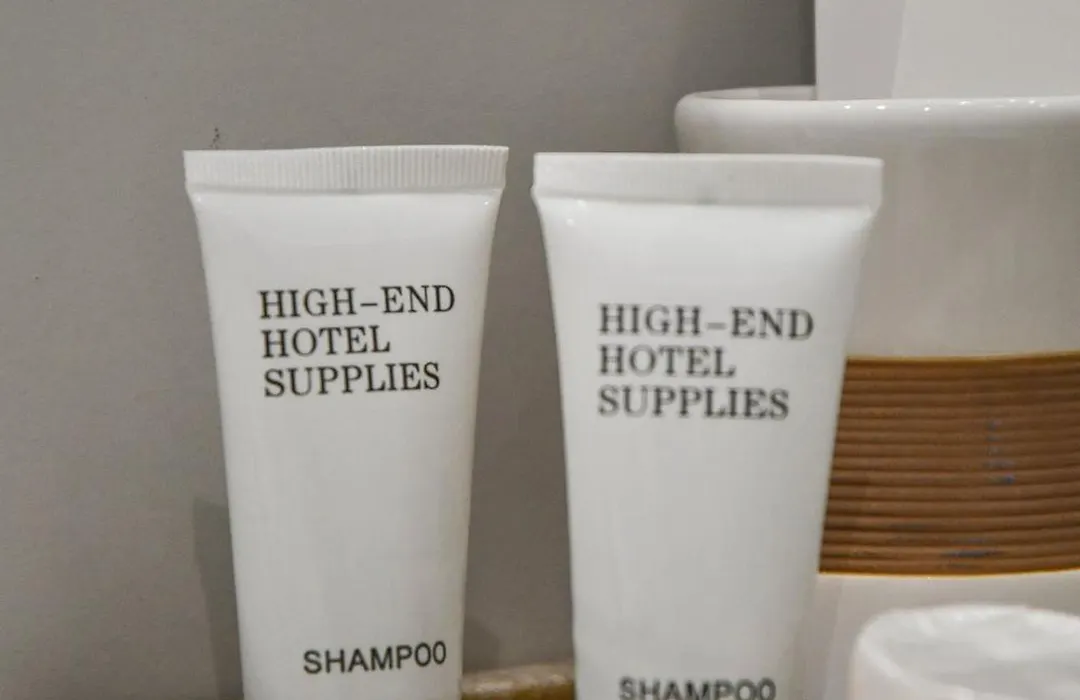 HIGH-END
HOTEL
SUPPLIES
SHAMPOO
HIGH-END
HOTEL
SUPPLIES
SHAMPOO